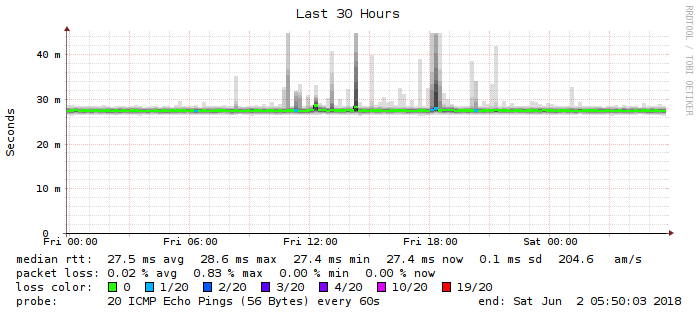 Last 30 Hours
RRDTOOL / TOBI OETIKER
Seconds
40 m
30 m
20 m
10 m
0
Fri 00:00 Fri 06:00 Fri 12:00 Fri 18:00 Sat 00:00
median rtt: 27.5 ms avg 28.6 ms max 27.4 ms min 27.4 ms now 0.1 ms sd 204.6 am/s
packet loss: 0.02 % avg 0.83 % max 0.00 % min 0.00 % now
loss color: 0 1/20 2/20 3/20 4/20 10/20 19/20
probe: 20 ICMP Echo Pings (56 Bytes) every 60s end: Sat Jun 2 05:50:03 2018